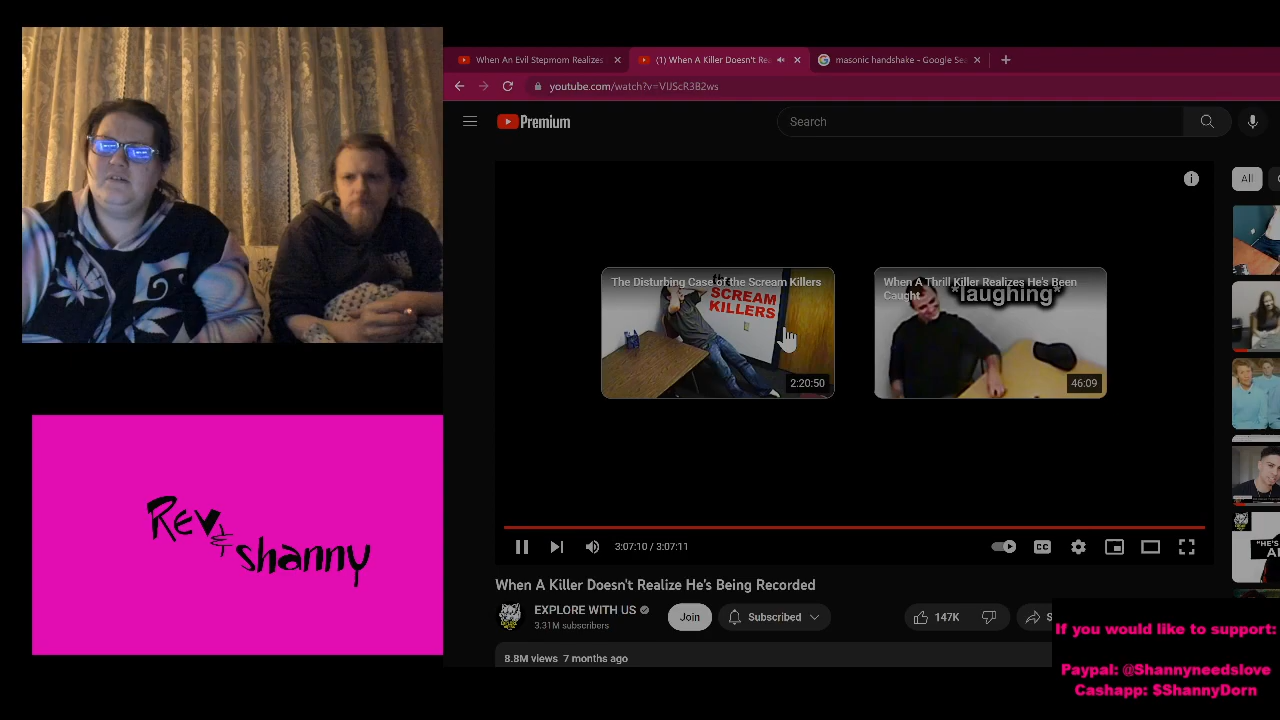 When An Evil Stepmom Realizes
(1) When A Killer Doesn't Re
masonic handshake - Google Se
youtube.com/watch?v=VIJScR3B2ws
Premium
Search
All
The Disturbing Case of the Scream Killers
the
SCREAM
KILLERS
2:20:50
When A Thrill Killer Realizes He's Been
Caught
*laughing*
46:09
Rev
&
shanny
3:07:10 / 3:07:11
CC
When A Killer Doesn't Realize He's Being Recorded
EXPLORE WITH US
3.31M subscribers
Join
Subscribed
147K
S
8.8M views 7 months ago
"HE'S
If you would like to support:
Paypal: @Shannyneedslove
Cashapp: $ShannyDorn